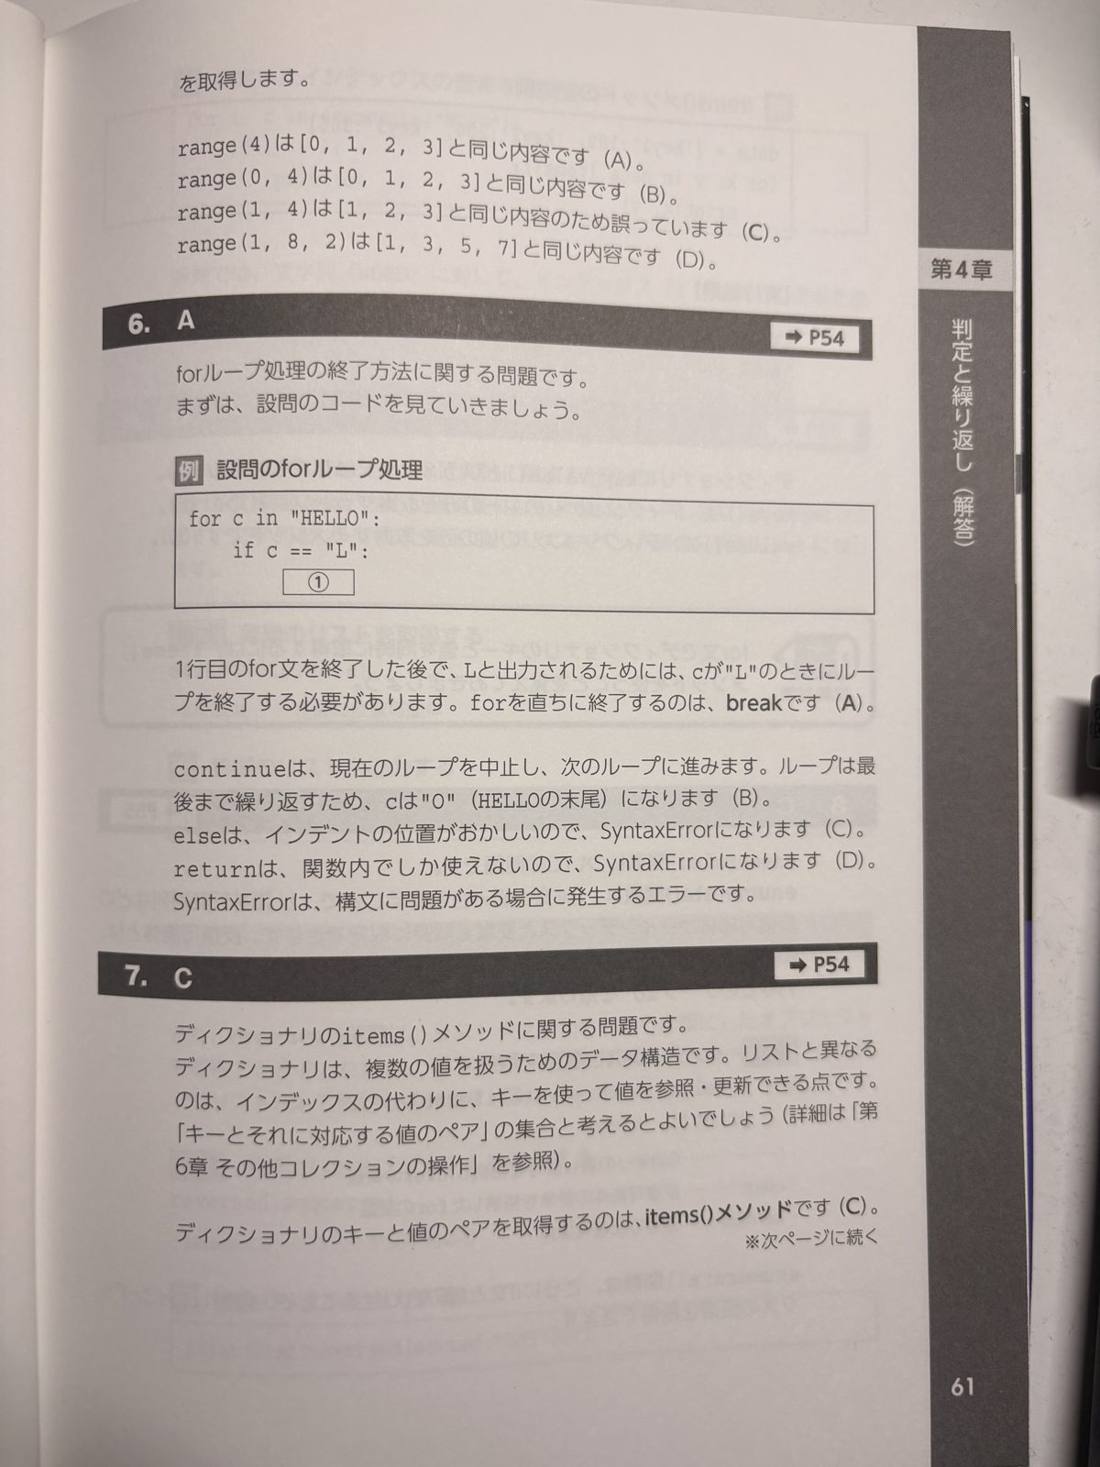 を取得します。
range(4)は[0, 1, 2, 3]と同じ内容です（A）。
range(0, 4)は[0, 1, 2, 3]と同じ内容です（B）。
range(1, 4)は[1, 2, 3]と同じ内容のため誤っています（C）。
range(1, 8, 2)は[1, 3, 5, 7]と同じ内容です（D）。
6. A
➡ P54
forループ処理の終了方法に関する問題です。
まずは、設問のコードを見ていきましょう。
例 設問のforループ処理
for c in "HELLO":
    if c == "L":
        ①
1行目のfor文を終了した後で、Lと出力されるためには、cが"L"のときにルー
プを終了する必要があります。forを直ちに終了するのは、breakです（A）。
continueは、現在のループを中止し、次のループに進みます。ループは最
後まで繰り返すため、cは"O"（HELLOの末尾）になります（B）。
elseは、インデントの位置がおかしいので、SyntaxErrorになります（C）。
returnは、関数内でしか使えないので、SyntaxErrorになります（D）。
SyntaxErrorは、構文に問題がある場合に発生するエラーです。
7. C
➡ P54
ディクショナリのitems()メソッドに関する問題です。
ディクショナリは、複数の値を扱うためのデータ構造です。リストと異なる
のは、インデックスの代わりに、キーを使って値を参照・更新できる点です。
「キーとそれに対応する値のペア」の集合と考えるとよいでしょう（詳細は「第
6章 その他コレクションの操作」を参照）。
ディクショナリのキーと値のペアを取得するのは、items()メソッドです（C）。
※次ページに続く
第4章
判定と繰り返し（解答）
61